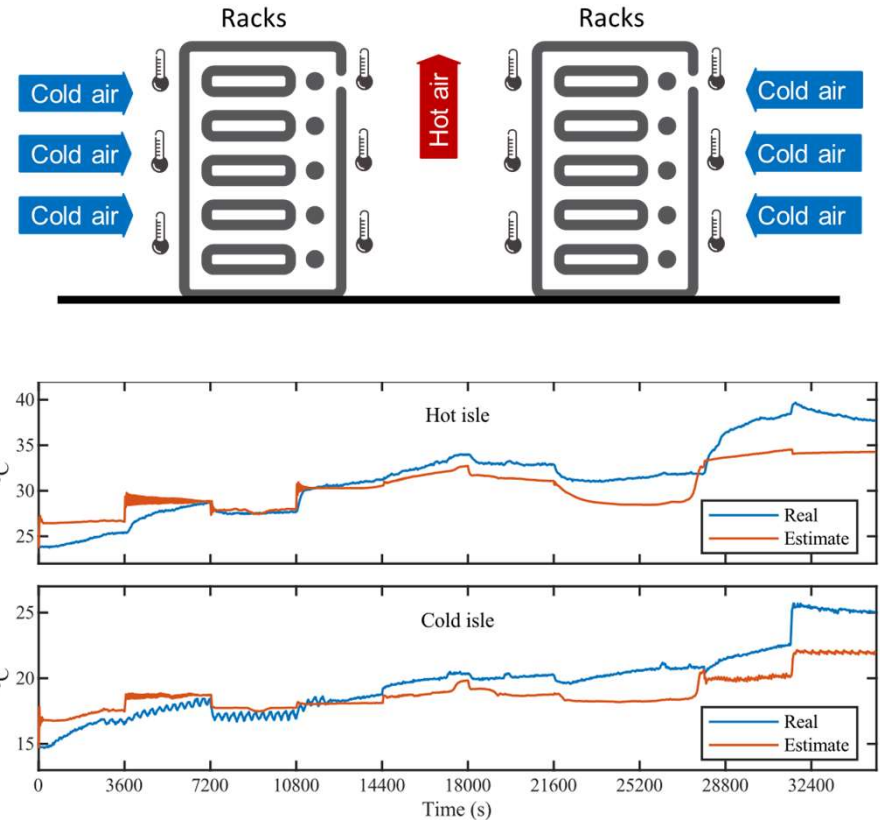 Racks Racks
Cold air Hot air Cold air
Cold air Cold air
Cold air Cold air
40
35
30
25
°C
Hot isle
Real
Estimate
25
20
15
°C
Cold isle
Real
Estimate
0 3600 7200 10800 14400 18000 21600 25200 28800 32400
Time (s)